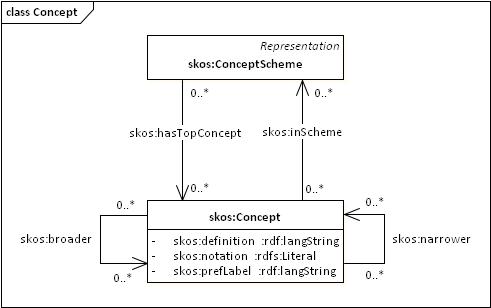 class Concept
Representation
skos:ConceptScheme
0..* 0..*
skos:hasTopConcept skos:inScheme
0..* 0..*
0..* skos:Concept 0..*
skos:broader - skos:definition :rdf:langString skos:narrower
- skos:notation :rdfs:Literal
0..* - skos:prefLabel :rdf:langString 0..*